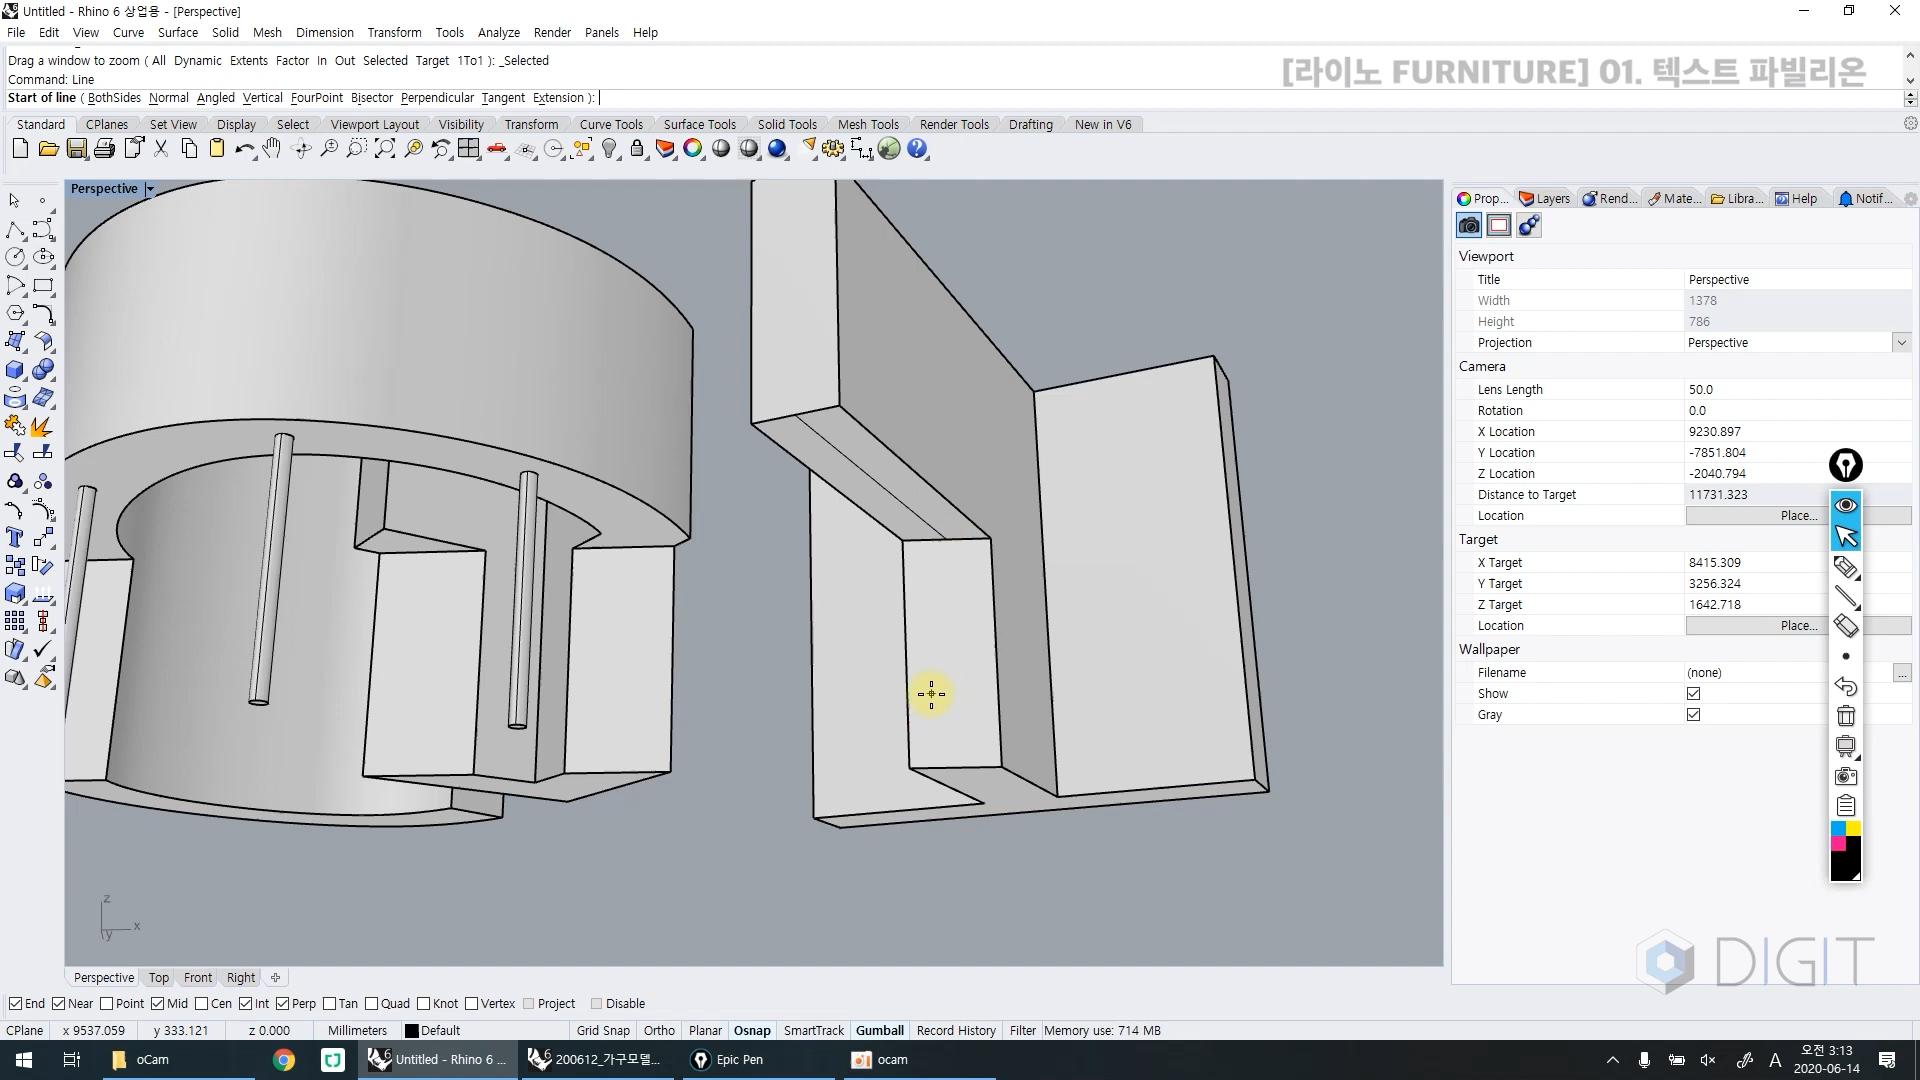 Untitled - Rhino 6 상업용 - [Perspective]
File Edit View Curve Surface Solid Mesh Dimension Transform Tools Analyze Render Panels Help
Drag a window to zoom ( All Dynamic Extents Factor In Out Selected Target 1To1 ): _Selected
Command: Line
Start of line ( BothSides Normal Angled Vertical FourPoint Bisector Perpendicular Tangent Extension ):
[라이노 FURNITURE] 01. 텍스트 파빌리온
Standard CPlanes Set View Display Select Viewport Layout Visibility Transform Curve Tools Surface Tools Solid Tools Mesh Tools Render Tools Drafting New in V6
Perspective
Prop... Layers Rend... Mate... Libra... Help Notif...
Viewport
Title Perspective
Width 1378
Height 786
Projection Perspective
Camera
Lens Length 50.0
Rotation 0.0
X Location 9230.897
Y Location -7851.804
Z Location -2040.794
Distance to Target 11731.323
Location Place...
Target
X Target 8415.309
Y Target 3256.324
Z Target 1642.718
Location Place...
Wallpaper
Filename (none) ...
Show
Gray
z
x
y
DIGIT
Perspective Top Front Right
End Near Point Mid Cen Int Perp Tan Quad Knot Vertex Project Disable
CPlane x 9537.059 y 333.121 z 0.000 Millimeters Default Grid Snap Ortho Planar Osnap SmartTrack Gumball Record History Filter Memory use: 714 MB
oCam Untitled - Rhino 6 ... 200612_가구모델... Epic Pen ocam A 오전 3:13
2020-06-14